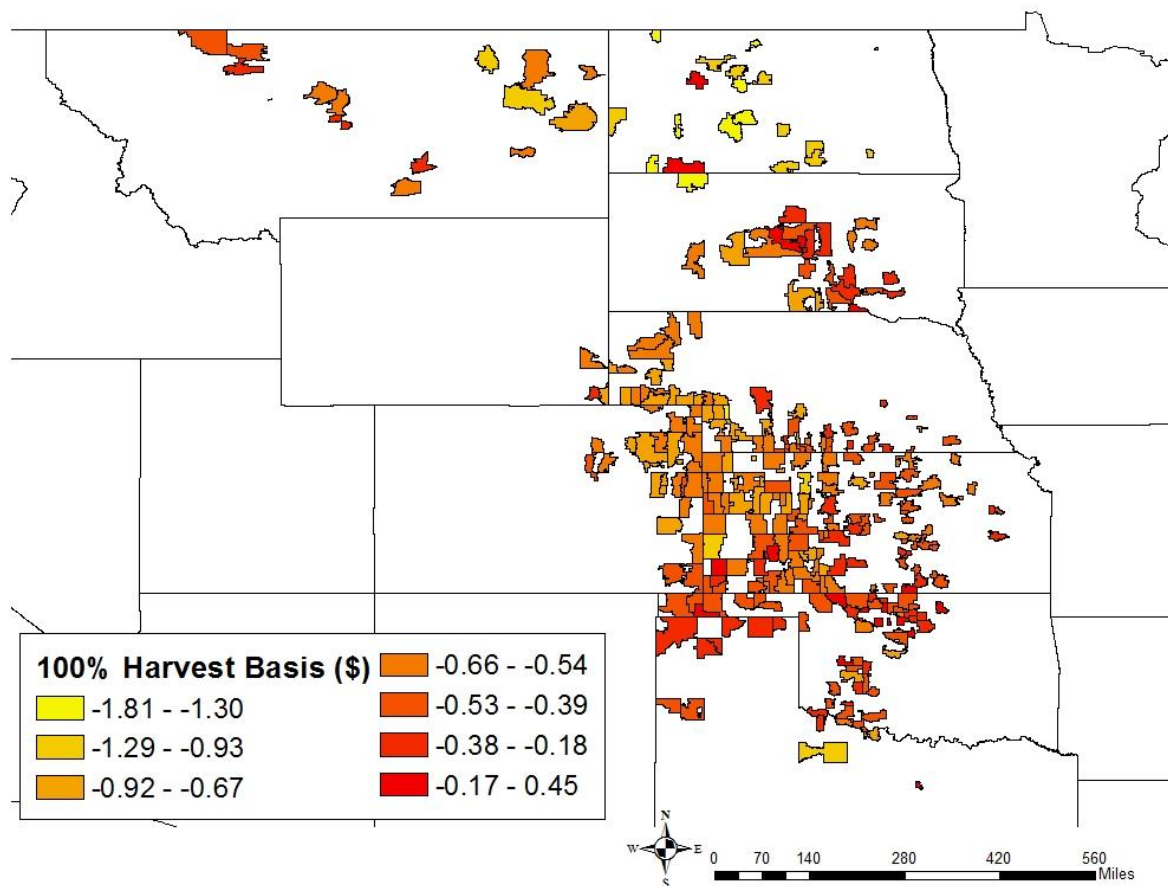 100% Harvest Basis ($)
-1.81 - -1.30
-1.29 - -0.93
-0.92 - -0.67
-0.66 - -0.54
-0.53 - -0.39
-0.38 - -0.18
-0.17 - 0.45
N
W E
S
0 70 140 280 420 560
Miles